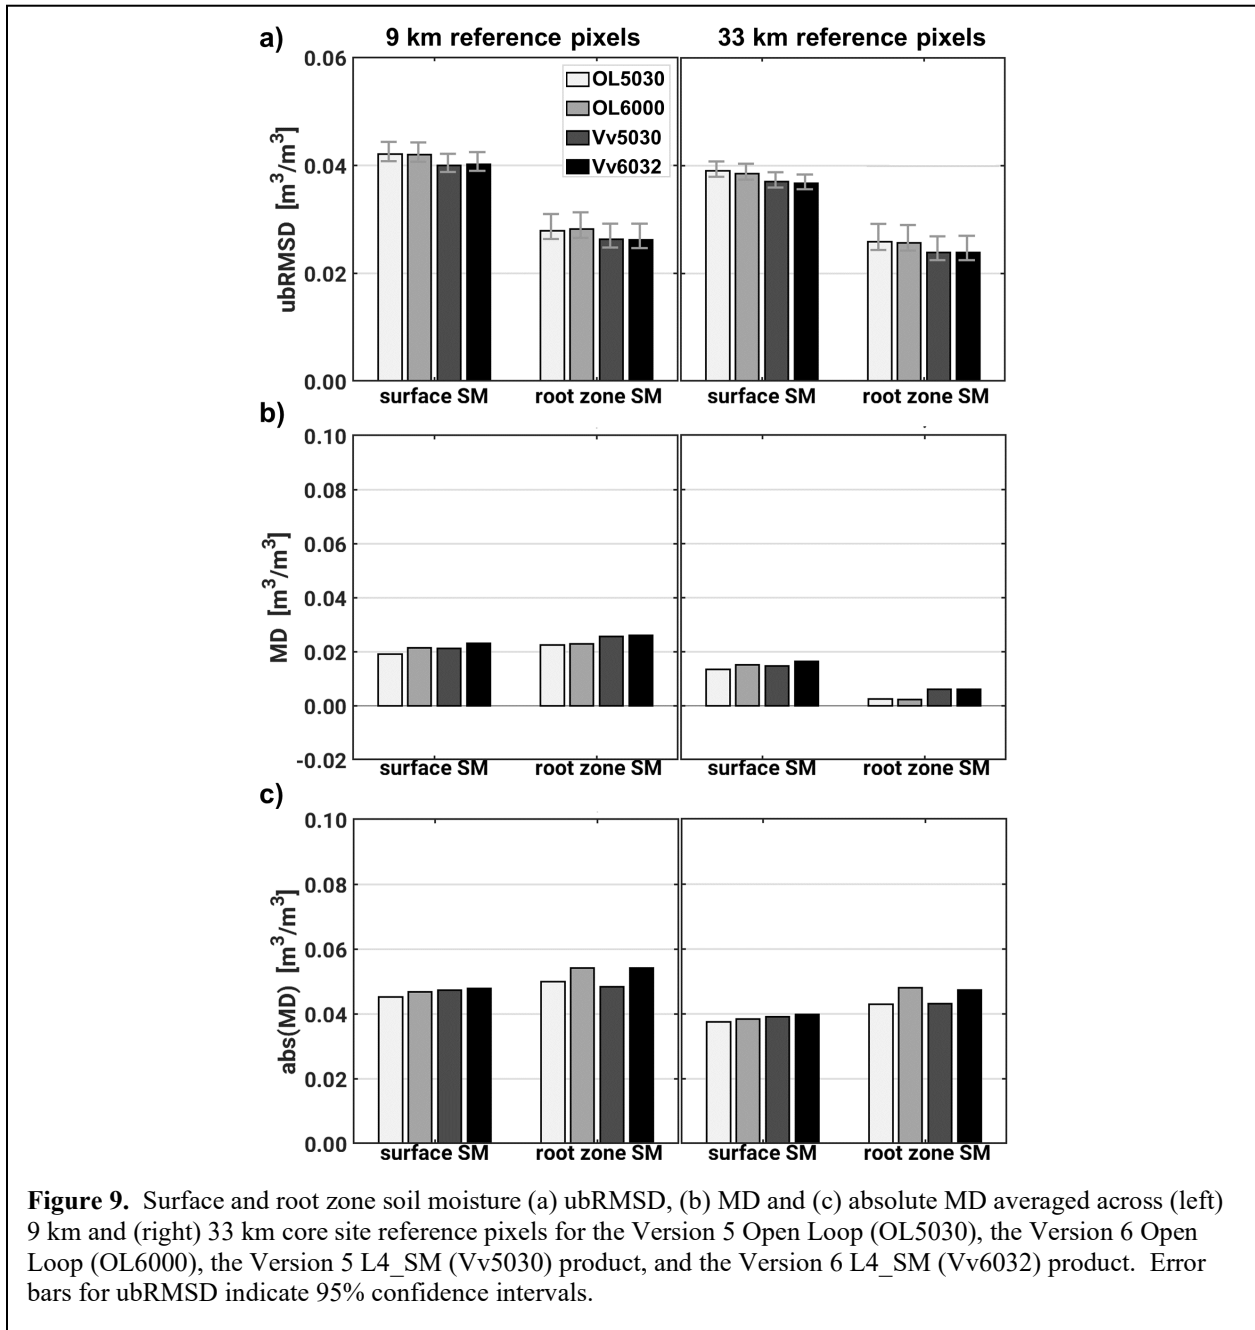 a)
9 km reference pixels
33 km reference pixels
0.06
0.04
0.02
0.00
ubRMSD [m³/m³]
OL5030
OL6000
Vv5030
Vv6032
surface SM
root zone SM
surface SM
root zone SM
b)
0.10
0.08
0.06
0.04
0.02
0.00
-0.02
MD [m³/m³]
surface SM
root zone SM
surface SM
root zone SM
c)
0.10
0.08
0.06
0.04
0.02
0.00
abs(MD) [m³/m³]
surface SM
root zone SM
surface SM
root zone SM
Figure 9. Surface and root zone soil moisture (a) ubRMSD, (b) MD and (c) absolute MD averaged across (left)
9 km and (right) 33 km core site reference pixels for the Version 5 Open Loop (OL5030), the Version 6 Open
Loop (OL6000), the Version 5 L4_SM (Vv5030) product, and the Version 6 L4_SM (Vv6032) product. Error
bars for ubRMSD indicate 95% confidence intervals.